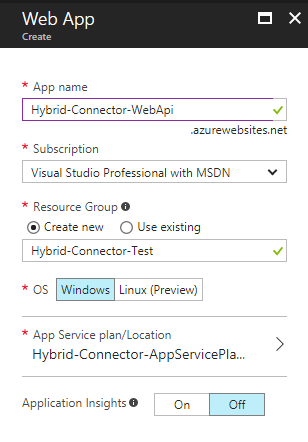 Web App
Create
* App name
Hybrid-Connector-WebApi
.azurewebsites.net
* Subscription
Visual Studio Professional with MSDN
* Resource Group
Create new Use existing
Hybrid-Connector-Test
* OS Windows Linux (Preview)
* App Service plan/Location
Hybrid-Connector-AppServicePla...
Application Insights On Off